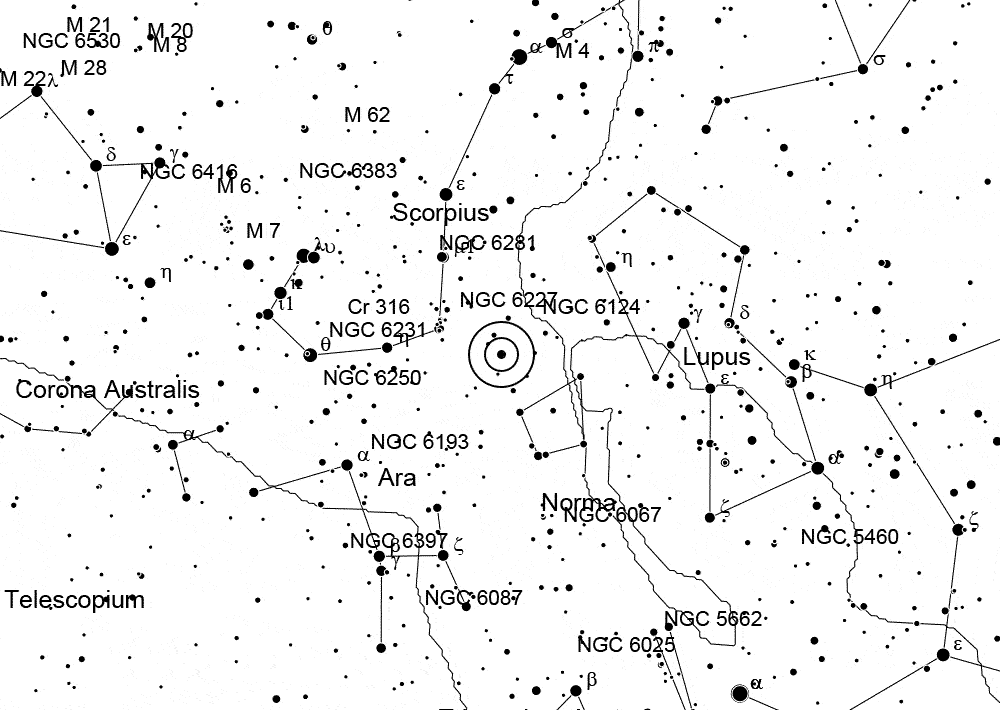 M 21
M 20
θ
NGC 6530
M 8
σ
α
M 4
π
σ
M 28
M 22
λ
τ
M 62
δ
γ
NGC 6416
NGC 6383
M 6
ε
Scorpius
M 7
ε
λ
υ
μ1
NGC 6281
η
η
κ
ι1
Cr 316
NGC 6227
NGC 6124
γ
δ
NGC 6231
η
θ
Lupus
κ
β
NGC 6250
ε
η
Corona Australis
α
NGC 6193
α
α
Ara
Norma
NGC 6067
ζ
ζ
NGC 6397
β
γ
ζ
NGC 5460
Telescopium
NGC 6087
NGC 5662
NGC 6025
ε
β
α